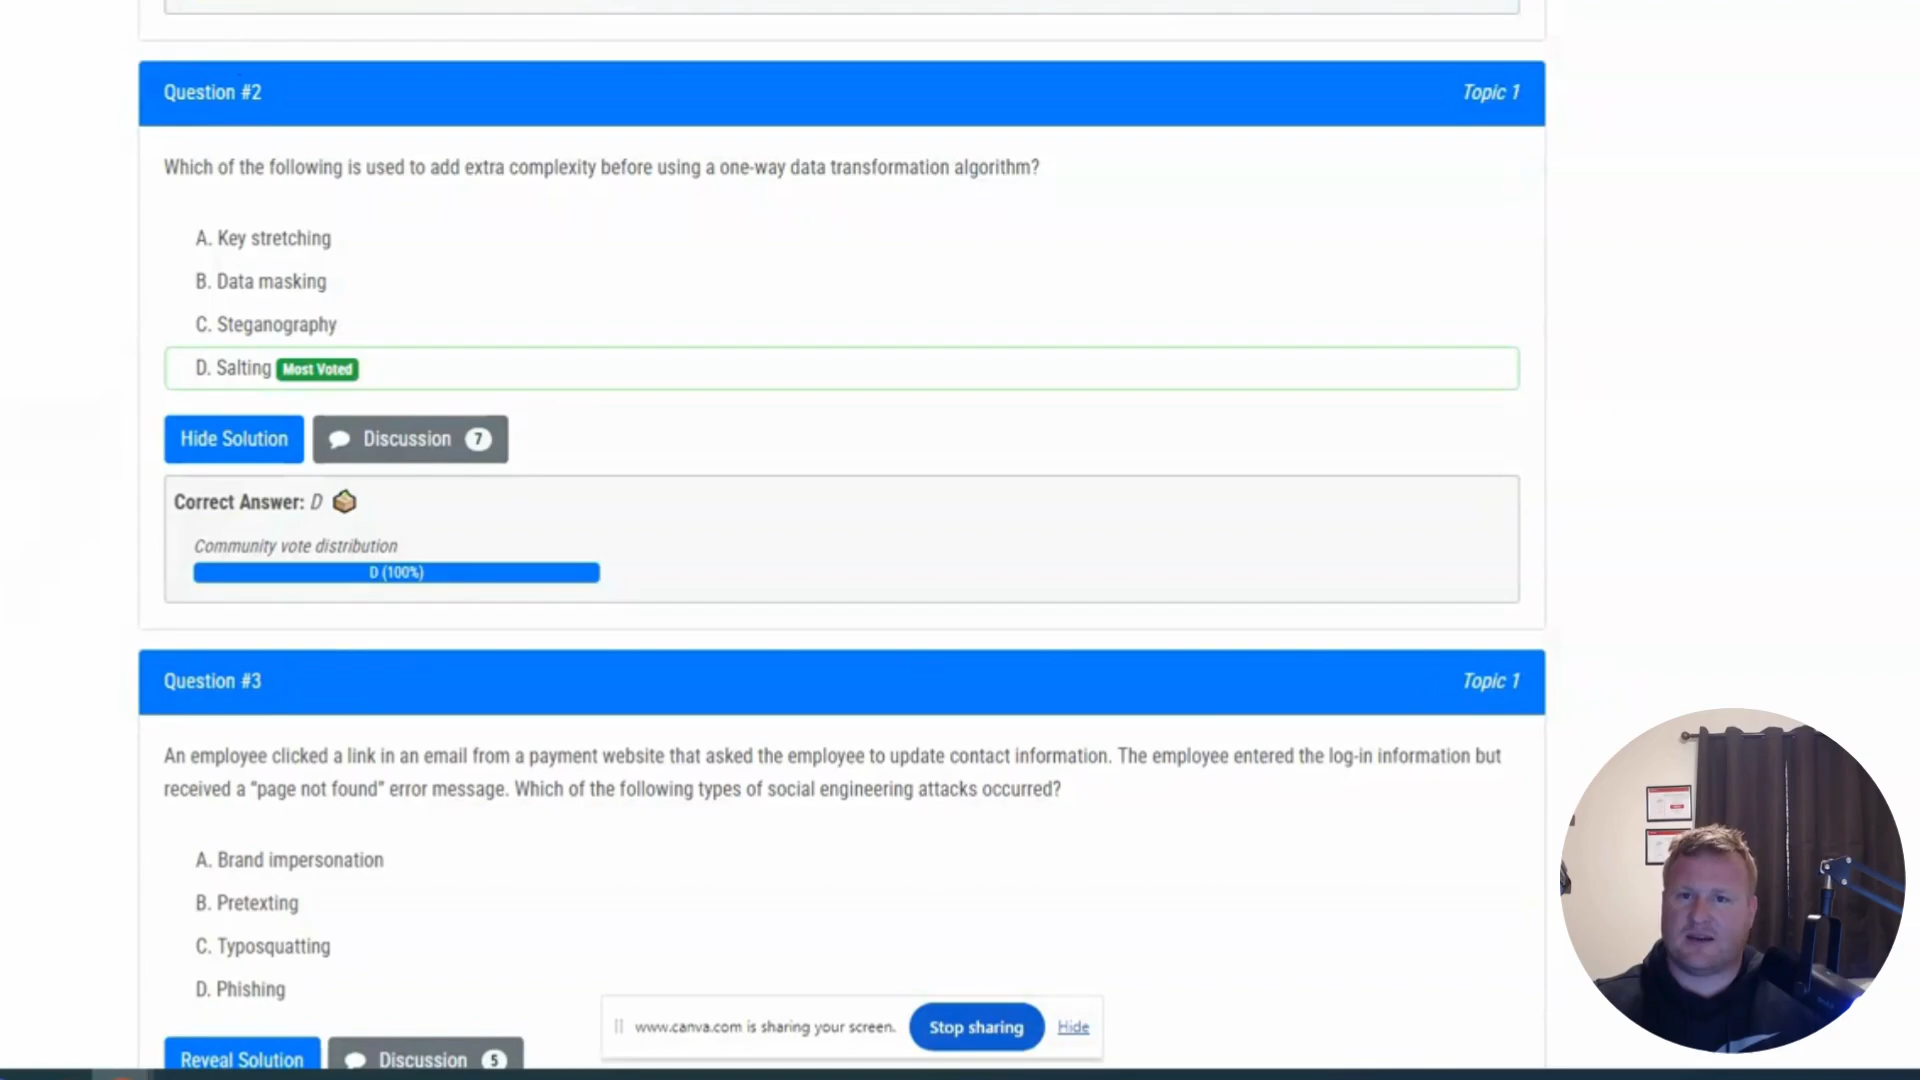 Question #2
Topic 1
Which of the following is used to add extra complexity before using a one-way data transformation algorithm?
A. Key stretching
B. Data masking
C. Steganography
D. Salting Most Voted
Hide Solution
Discussion 7
Correct Answer: D
Community vote distribution
D (100%)
Question #3
Topic 1
An employee clicked a link in an email from a payment website that asked the employee to update contact information. The employee entered the log-in information but
received a “page not found” error message. Which of the following types of social engineering attacks occurred?
A. Brand impersonation
B. Pretexting
C. Typosquatting
D. Phishing
www.canva.com is sharing your screen.
Stop sharing
Hide
Reveal Solution
Discussion 5